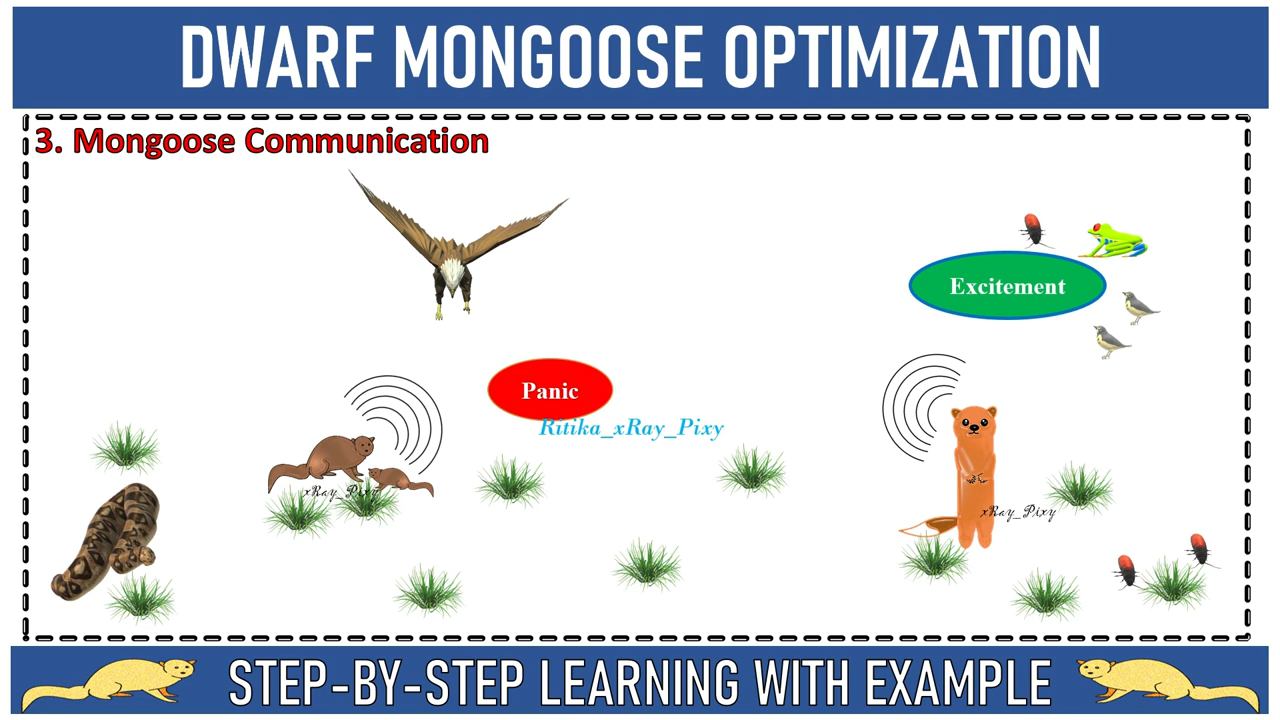 DWARF MONGOOSE OPTIMIZATION
3. Mongoose Communication
Excitement
Panic
Ritika_xRay_Pixy
xRay_Pixy
xRay_Pixy
STEP-BY-STEP LEARNING WITH EXAMPLE